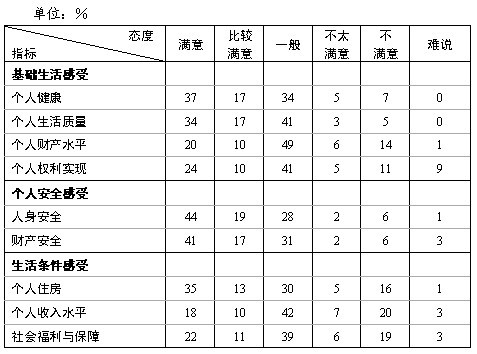 单位：％
态度
指标 满意 比较满意 一般 不太满意 不满意 难说
基础生活感受
个人健康 37 17 34 5 7 0
个人生活质量 34 17 41 3 5 0
个人财产水平 20 10 49 6 14 1
个人权利实现 24 10 41 5 11 9
个人安全感受
人身安全 44 19 28 2 6 1
财产安全 41 17 31 2 6 3
生活条件感受
个人住房 35 13 30 5 16 1
个人收入水平 18 10 42 7 20 3
社会福利与保障 22 11 39 6 19 3